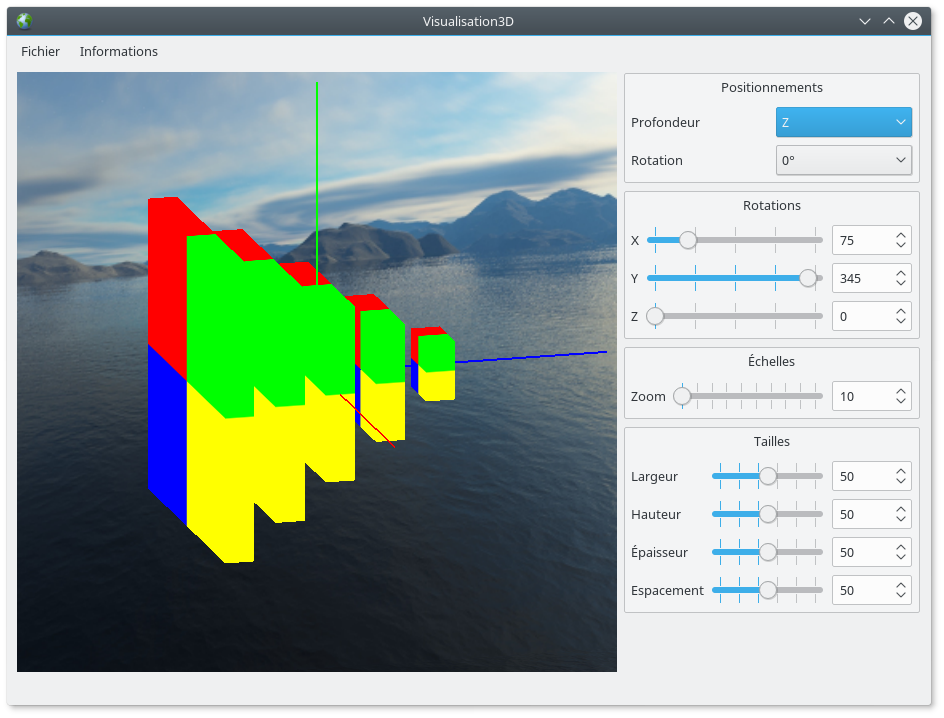 Visualisation3D
Fichier Informations
Positionnements
Profondeur Z
Rotation 0°
Rotations
X 75
Y 345
Z 0
Échelles
Zoom 10
Tailles
Largeur 50
Hauteur 50
Épaisseur 50
Espacement 50